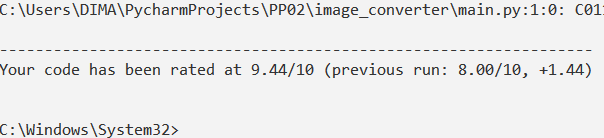 C:\Users\DIMA\PycharmProjects\PP02\image_converter\main.py:1:0:
------------------------------------------------------------------
Your code has been rated at 9.44/10 (previous run: 8.00/10, +1.44)
C:\Windows\System32>